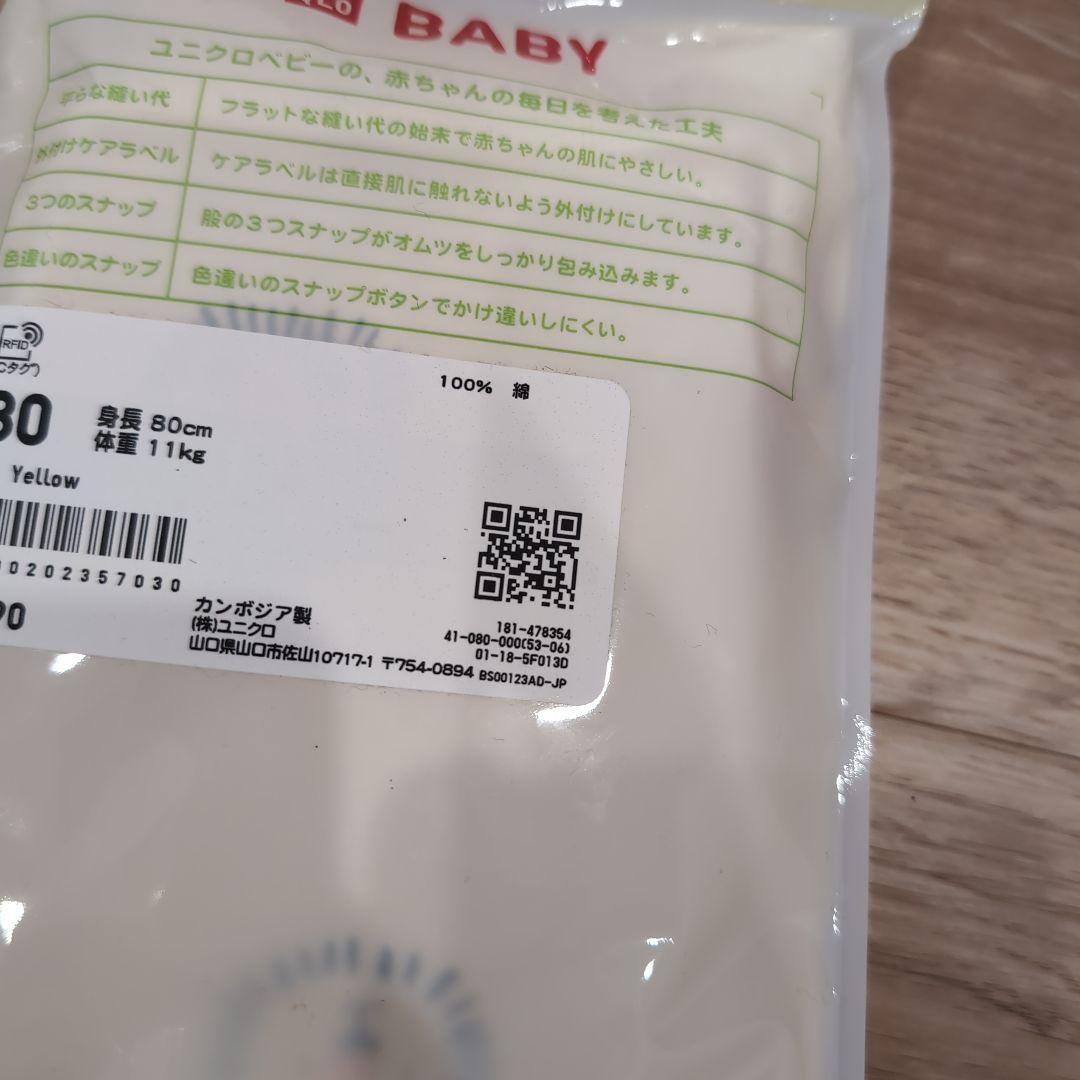 BABY
ユニクロベビーの、赤ちゃんの毎日を考えた工夫
平らな縫い代 フラットな縫い代の始末で赤ちゃんの肌にやさしい。
外付けケアラベル ケアラベルは直接肌に触れないよう外付けにしています。
3つのスナップ 股の3つスナップがオムツをしっかり包み込みます。
色違いのスナップ 色違いのスナップボタンでかけ違いしにくい。
RFID
100% 綿
80 身長 80cm
体重 11kg
Yellow
0202357030
90
カンボジア製
(株)ユニクロ
山口県山口市佐山10717-1 〒754-0894
181-478354
41-080-000(53-06)
01-18-5F013D
BS00123AD-JP